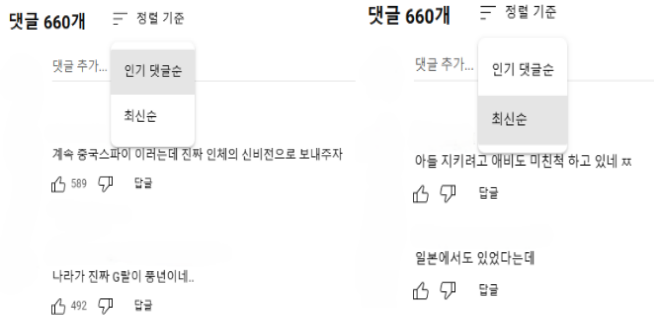 댓글 660개
정렬 기준
댓글 추가...
인기 댓글순
최신순
계속 중국스파이 이러는데 진짜 인체의 신비전으로 보내주자
589
답글
나라가 진짜 G랄이 풍년이네..
492
답글
댓글 660개
정렬 기준
댓글 추가...
인기 댓글순
최신순
아들 지키려고 애비도 미친척 하고 있네 ㅉ
답글
일본에서도 있었다는데
답글